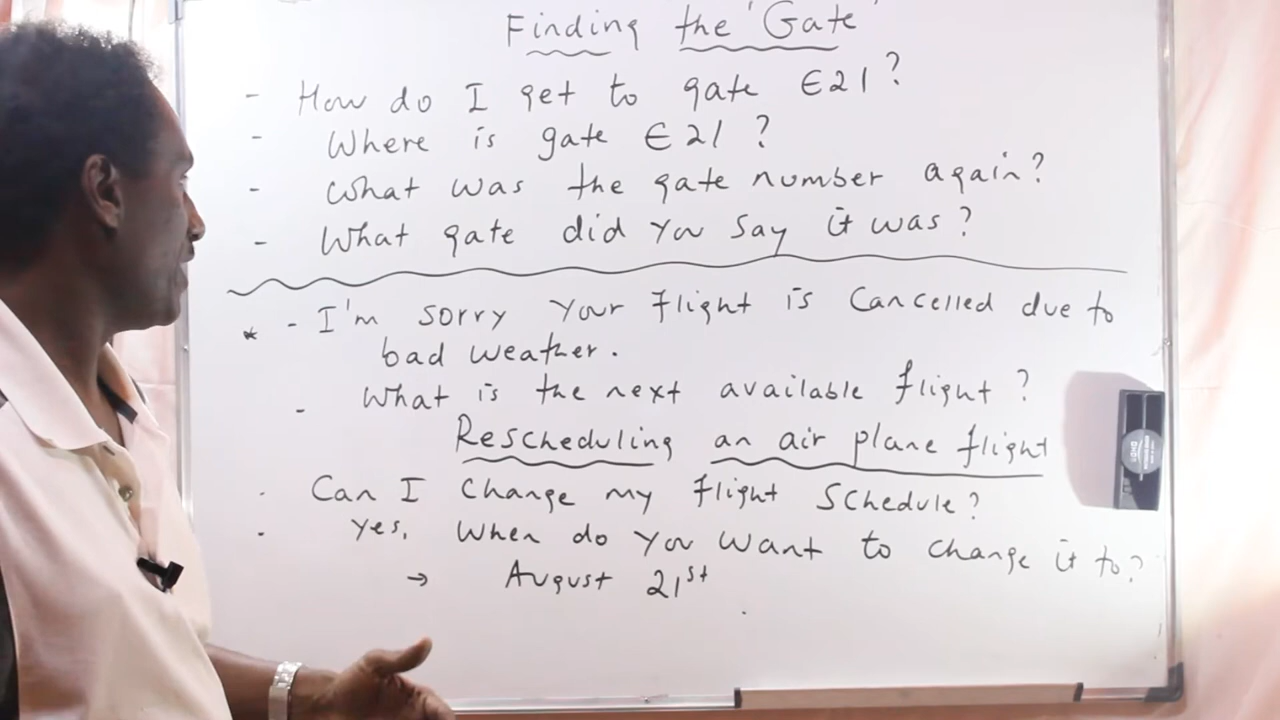 Finding the 'Gate'
- How do I get to gate E21?
- Where is gate E21?
- What was the gate number again?
- What gate did you say it was?
* - I'm sorry your flight is cancelled due to
bad weather.
- What is the next available flight?
Rescheduling an air plane flight
· Can I change my flight schedule?
· Yes, When do you want to change it to?
→ August 21st